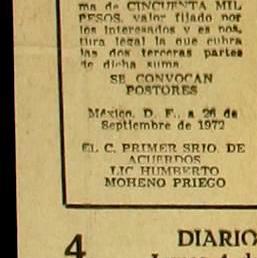 ma de CINCUENTA MIL
PESOS, valor fijado por
los interesados y es pos,
tura legal la que cubra
las dos terceras partes
de dicha suma
SE CONVOCAN
POSTORES
México, D. F., a 26 de
Septiembre de 1972
EL C. PRIMER SRIO. DE
ACUERDOS
LIC HUMBERTO
MORENO PRIEGO
4 DIARIO